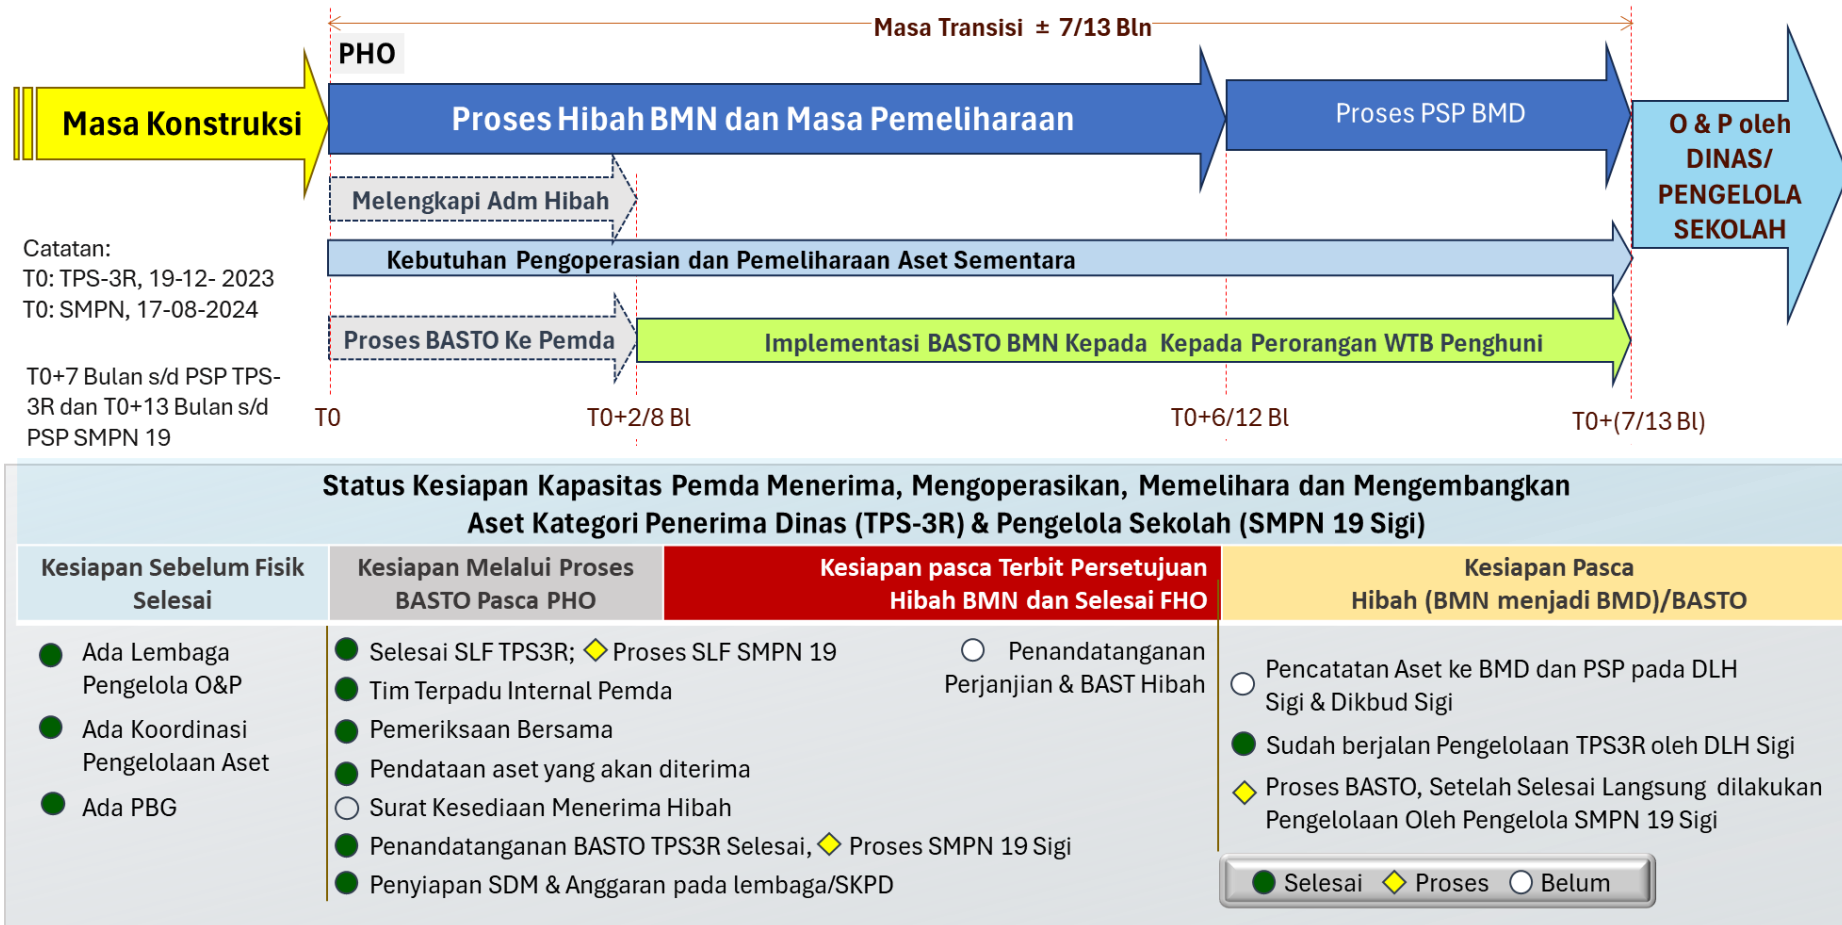 Masa Transisi ± 7/13 Bln
PHO
Masa Konstruksi
Proses Hibah BMN dan Masa Pemeliharaan
Proses PSP BMD
O & P oleh
DINAS/
PENGELOLA
SEKOLAH
Melengkapi Adm Hibah
Kebutuhan Pengoperasian dan Pemeliharaan Aset Sementara
Proses BASTO Ke Pemda
Implementasi BASTO BMN Kepada Kepada Perorangan WTB Penghuni
Catatan:
T0: TPS-3R, 19-12- 2023
T0: SMPN, 17-08-2024
T0+7 Bulan s/d PSP TPS-
3R dan T0+13 Bulan s/d
PSP SMPN 19
T0
T0+2/8 Bl
T0+6/12 Bl
T0+(7/13 Bl)
Status Kesiapan Kapasitas Pemda Menerima, Mengoperasikan, Memelihara dan Mengembangkan
Aset Kategori Penerima Dinas (TPS-3R) & Pengelola Sekolah (SMPN 19 Sigi)
Kesiapan Sebelum Fisik
Selesai
Kesiapan Melalui Proses
BASTO Pasca PHO
Kesiapan pasca Terbit Persetujuan
Hibah BMN dan Selesai FHO
Kesiapan Pasca
Hibah (BMN menjadi BMD)/BASTO
Ada Lembaga
Pengelola O&P
Ada Koordinasi
Pengelolaan Aset
Ada PBG
Selesai SLF TPS3R; Proses SLF SMPN 19
Tim Terpadu Internal Pemda
Pemeriksaan Bersama
Pendataan aset yang akan diterima
Surat Kesediaan Menerima Hibah
Penandatanganan BASTO TPS3R Selesai, Proses SMPN 19 Sigi
Penyiapan SDM & Anggaran pada lembaga/SKPD
Penandatanganan
Perjanjian & BAST Hibah
Pencatatan Aset ke BMD dan PSP pada DLH
Sigi & Dikbud Sigi
Sudah berjalan Pengelolaan TPS3R oleh DLH Sigi
Proses BASTO, Setelah Selesai Langsung dilakukan
Pengelolaan Oleh Pengelola SMPN 19 Sigi
Selesai Proses Belum